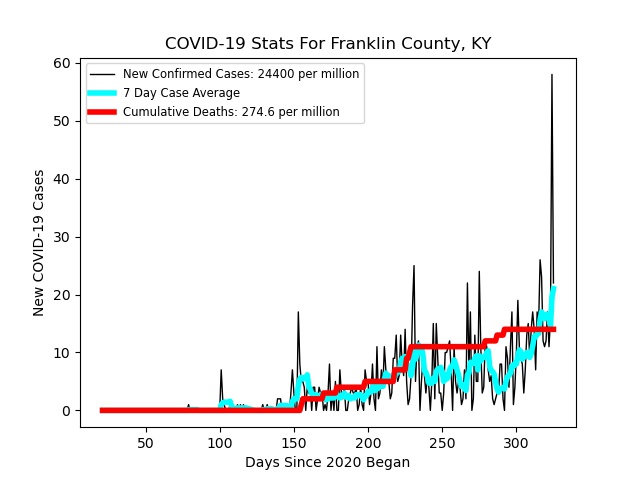 COVID-19 Stats For Franklin County, KY
New Confirmed Cases: 24400 per million
7 Day Case Average
Cumulative Deaths: 274.6 per million
60
50
40
30
20
10
0
New COVID-19 Cases
50 100 150 200 250 300
Days Since 2020 Began